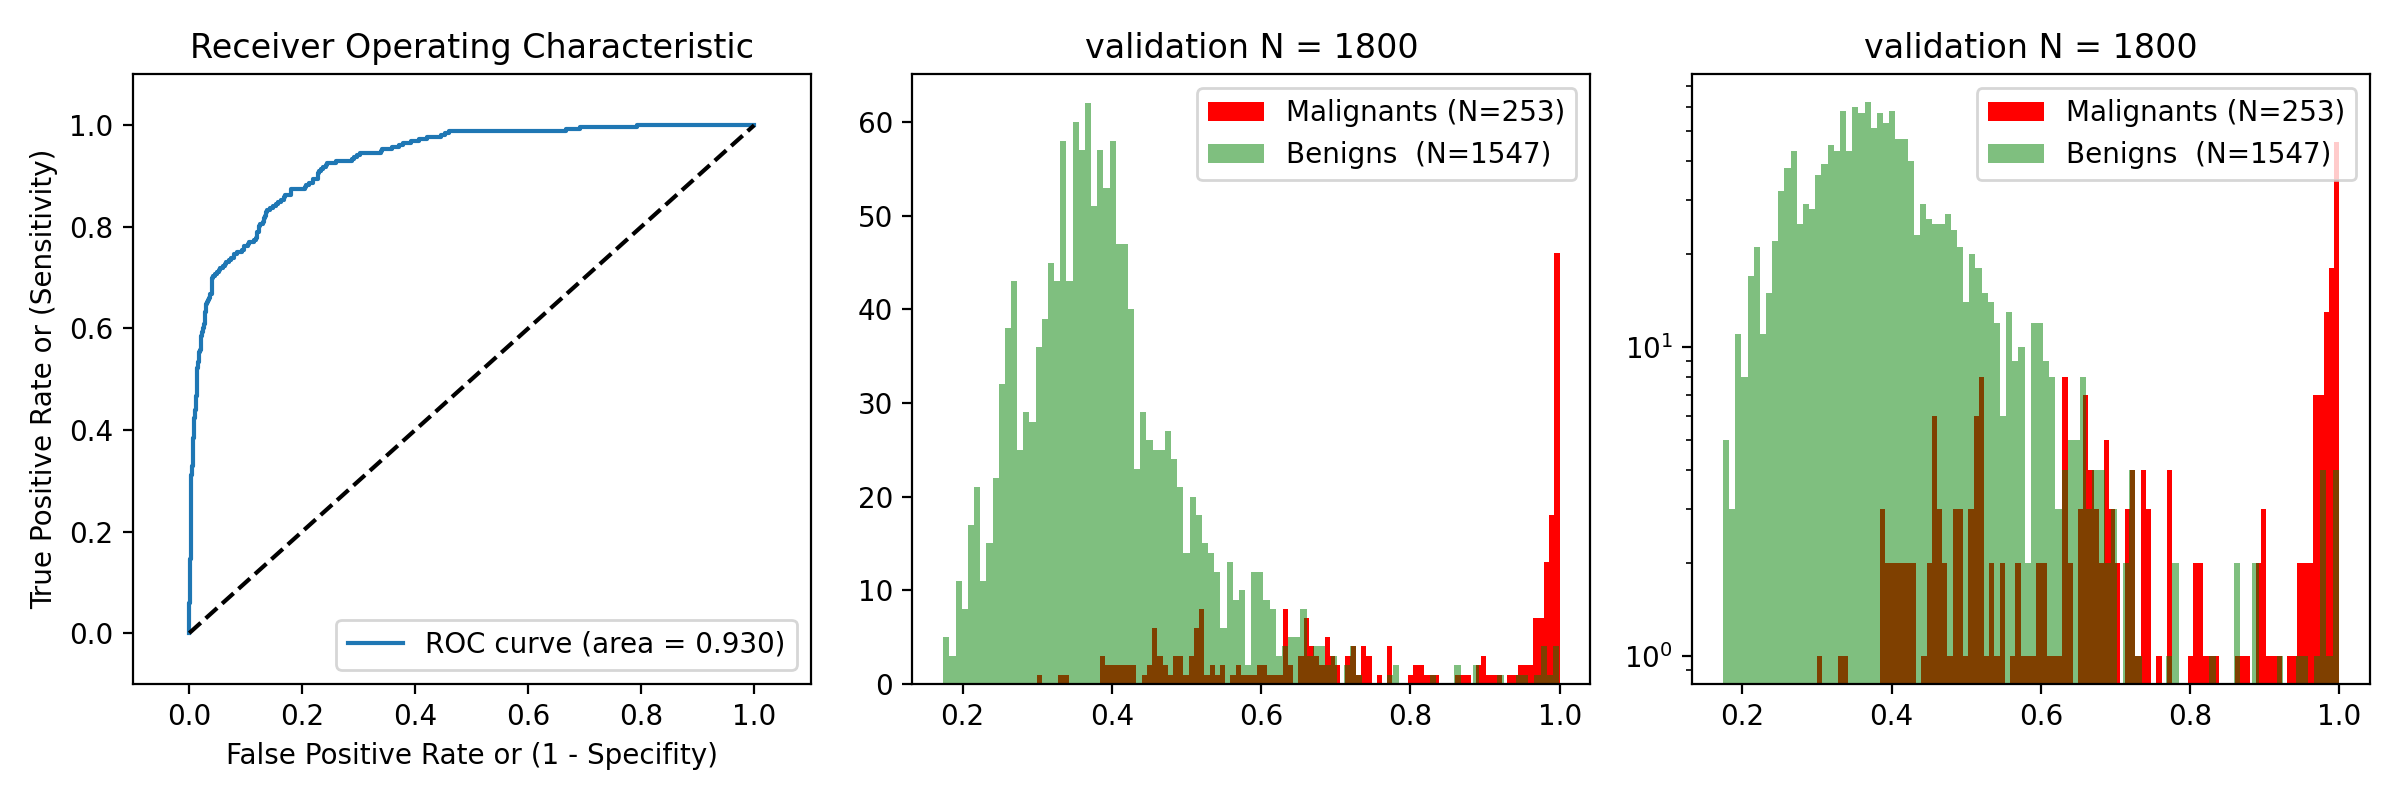 Receiver Operating Characteristic
True Positive Rate or (Sensitivity)
1.0
0.8
0.6
0.4
0.2
0.0
ROC curve (area = 0.930)
0.0 0.2 0.4 0.6 0.8 1.0
False Positive Rate or (1 - Specifity)
validation N = 1800
Malignants (N=253)
Benigns (N=1547)
60
50
40
30
20
10
0
0.2 0.4 0.6 0.8 1.0
validation N = 1800
Malignants (N=253)
Benigns (N=1547)
10¹
10⁰
0.2 0.4 0.6 0.8 1.0